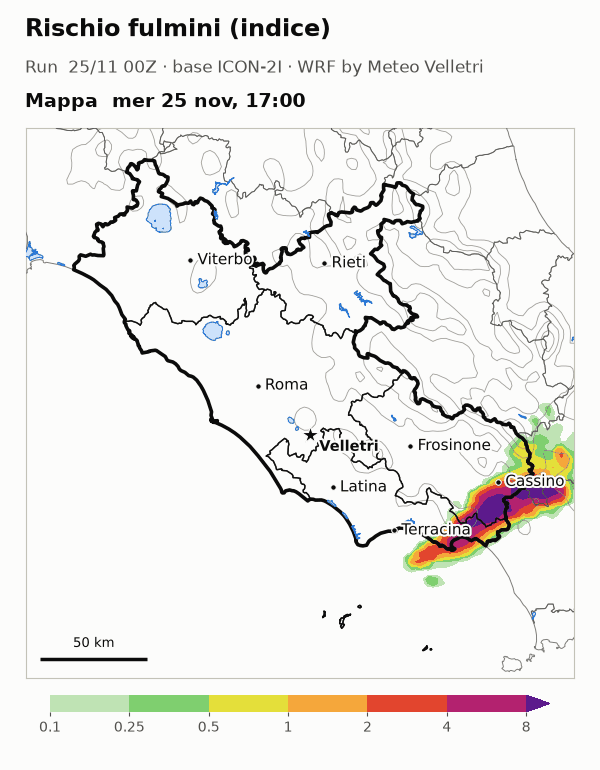 Rischio fulmini (indice)
Run  25/11 00Z · base ICON-2I · WRF by Meteo Velletri
Mappa  mer 25 nov, 17:00
Viterbo
Rieti
Roma
Velletri
Frosinone
Latina
Cassino
Terracina
50 km
0.1 0.25 0.5 1 2 4 8